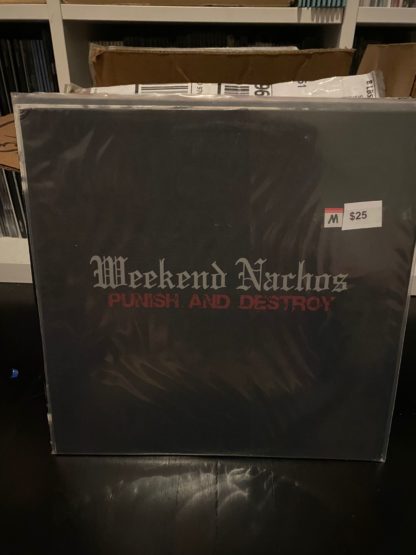 M $25
Weekend Nachos
PUNISH AND DESTROY